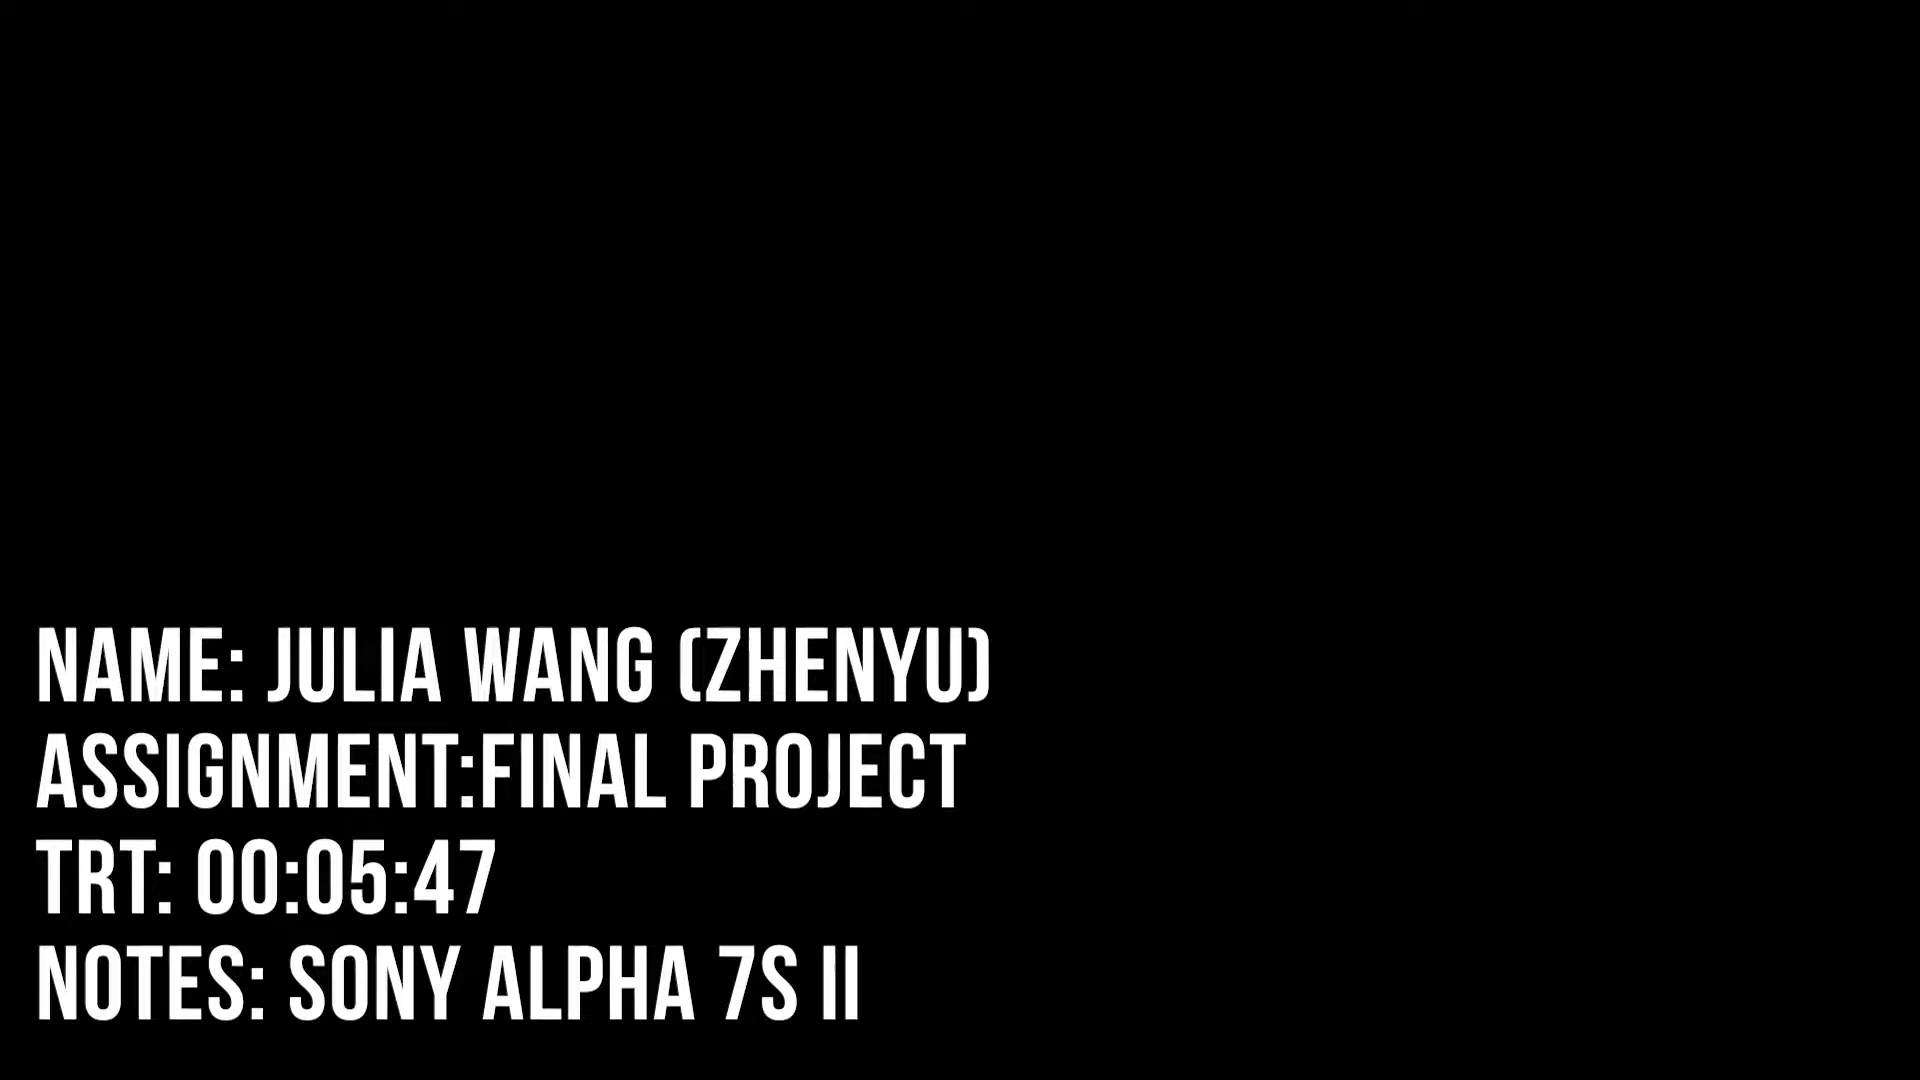 NAME: JULIA WANG (ZHENYU)
ASSIGNMENT:FINAL PROJECT
TRT: 00:05:47
NOTES: SONY ALPHA 7S II